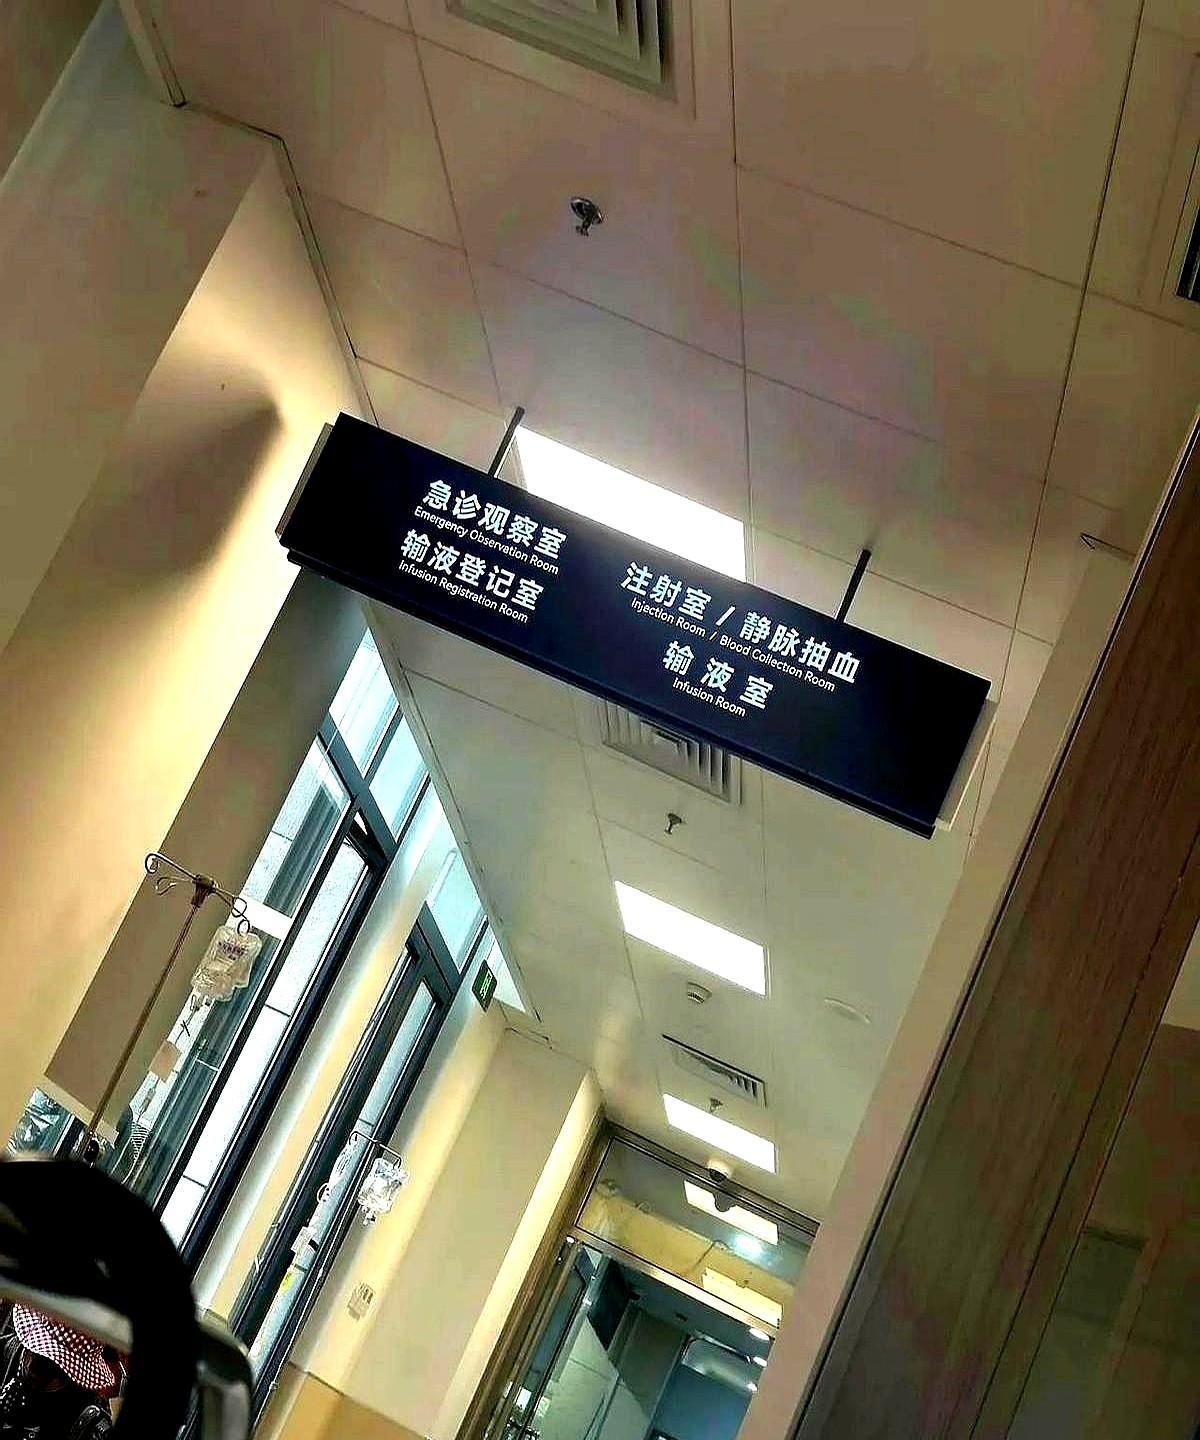 急诊观察室
Emergency Observation Room
输液登记室
Infusion Registration Room
注射室 / 静脉抽血
Injection Room / Blood Collection Room
输液室
Infusion Room